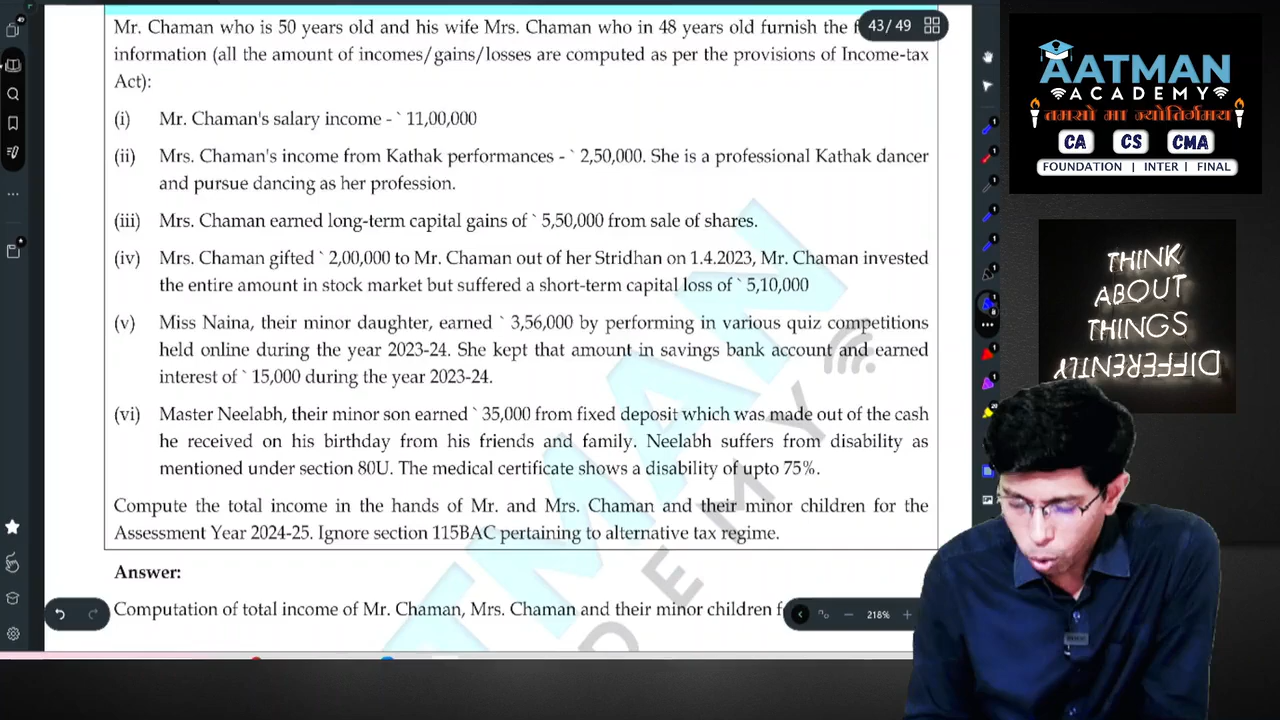 Mr. Chaman who is 50 years old and his wife Mrs. Chaman who in 48 years old furnish the
information (all the amount of incomes/gains/losses are computed as per the provisions of Income-tax
Act):
(i) Mr. Chaman's salary income - ` 11,00,000
(ii) Mrs. Chaman's income from Kathak performances - ` 2,50,000. She is a professional Kathak dancer
and pursue dancing as her profession.
(iii) Mrs. Chaman earned long-term capital gains of ` 5,50,000 from sale of shares.
(iv) Mrs. Chaman gifted ` 2,00,000 to Mr. Chaman out of her Stridhan on 1.4.2023, Mr. Chaman invested
the entire amount in stock market but suffered a short-term capital loss of ` 5,10,000
(v) Miss Naina, their minor daughter, earned ` 3,56,000 by performing in various quiz competitions
held online during the year 2023-24. She kept that amount in savings bank account and earned
interest of ` 15,000 during the year 2023-24.
(vi) Master Neelabh, their minor son earned ` 35,000 from fixed deposit which was made out of the cash
he received on his birthday from his friends and family. Neelabh suffers from disability as
mentioned under section 80U. The medical certificate shows a disability of upto 75%.
Compute the total income in the hands of Mr. and Mrs. Chaman and their minor children for the
Assessment Year 2024-25. Ignore section 115BAC pertaining to alternative tax regime.
Answer:
Computation of total income of Mr. Chaman, Mrs. Chaman and their minor children
43 / 49
218%
AATMAN
ACADEMY
तमसो मा ज्योतिर्गमय
CA CS CMA
FOUNDATION | INTER | FINAL
THINK
ABOUT
THINGS
DIFFERENTLY